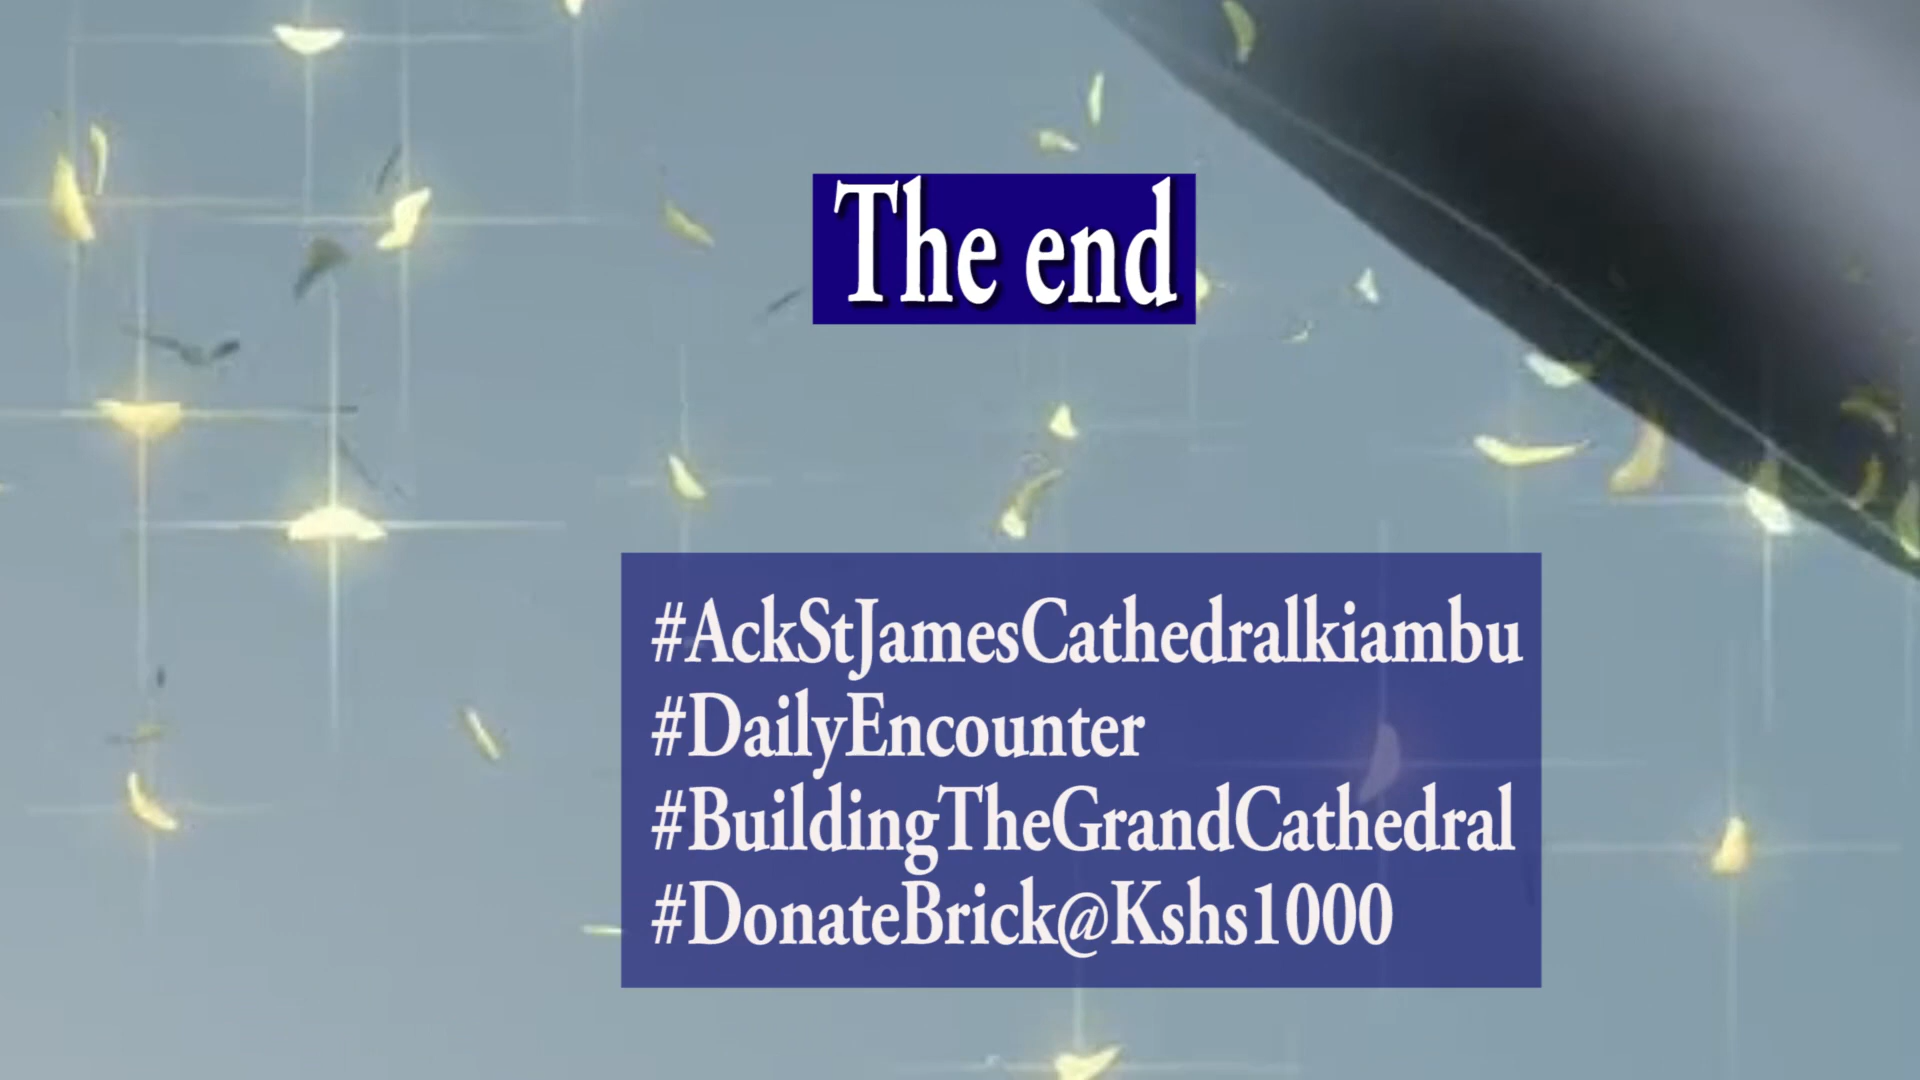 The end
#AckStJamesCathedralkiambu
#DailyEncounter
#BuildingTheGrandCathedral
#DonateBrick@Kshs1000